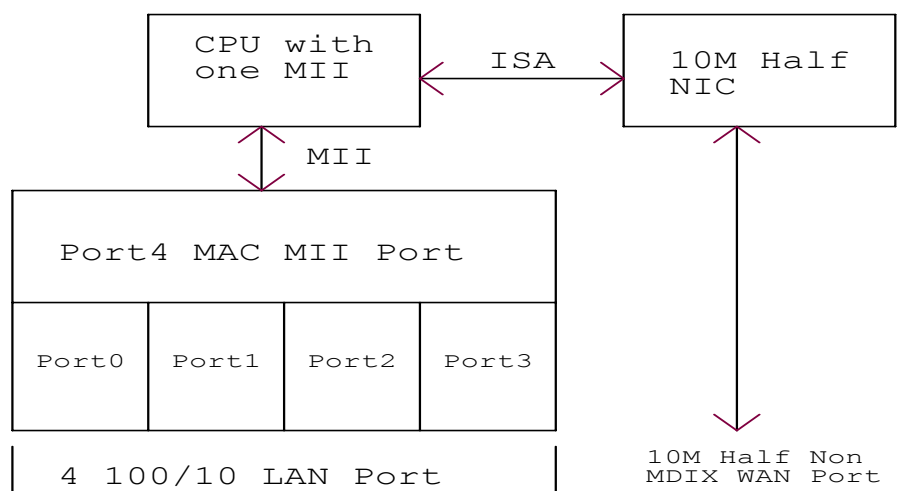 CPU with
one MII
ISA
10M Half
NIC
MII
Port4 MAC MII Port
Port0 Port1 Port2 Port3
4 100/10 LAN Port
10M Half Non
MDIX WAN Port